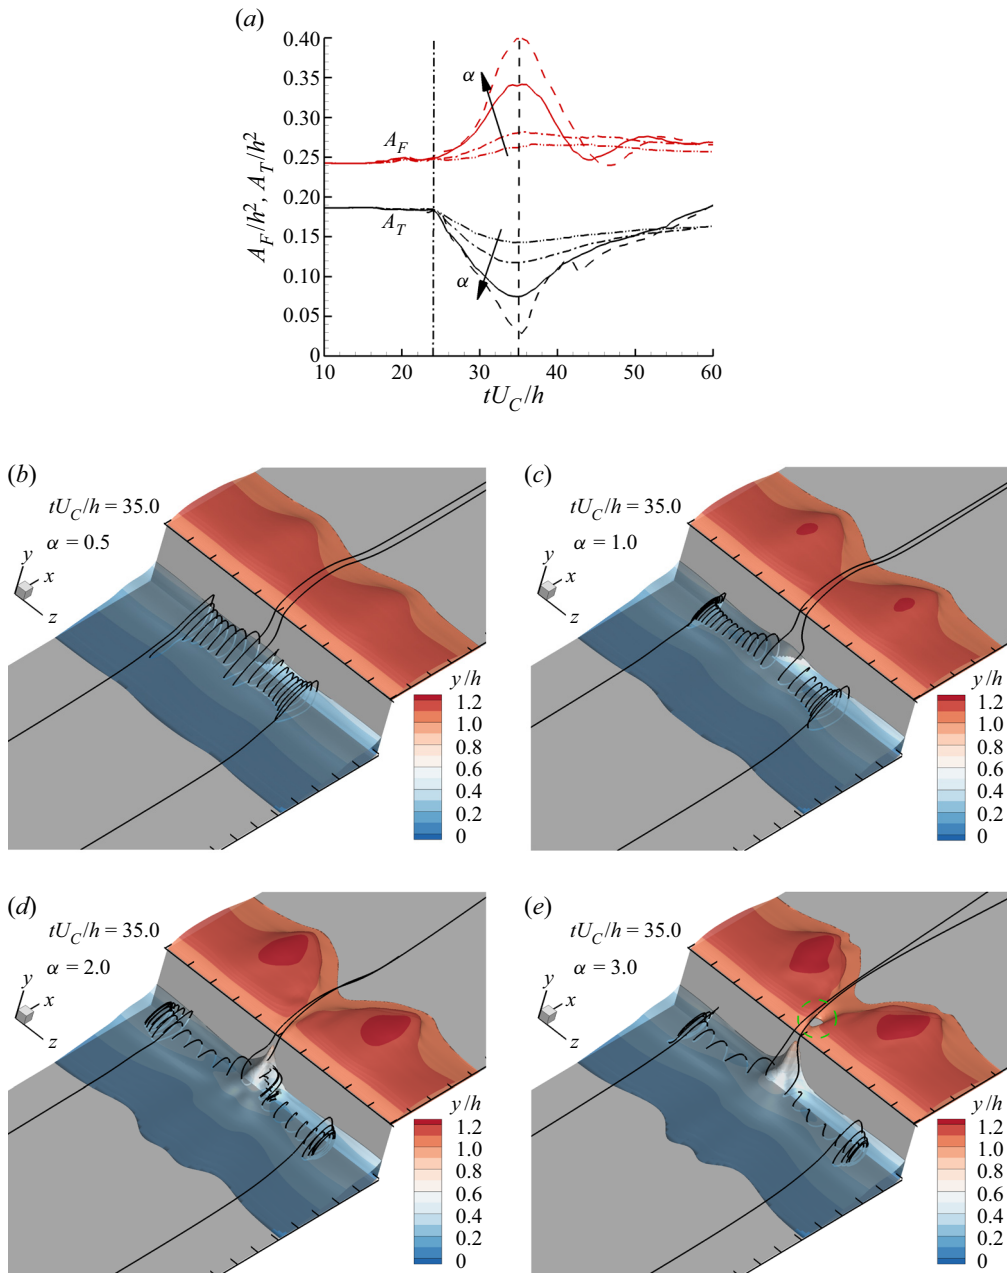 (a)
0.40
0.35
0.30
0.25
0.20
0.15
0.10
0.05
0
A_F/h², A_T/h²
α
A_F
A_T
α
10 20 30 40 50 60
tU_C/h
(b)
tU_C/h = 35.0
α = 0.5
y
x
z
y/h
1.2
1.0
0.8
0.6
0.4
0.2
0
(c)
tU_C/h = 35.0
α = 1.0
y
x
z
y/h
1.2
1.0
0.8
0.6
0.4
0.2
0
(d)
tU_C/h = 35.0
α = 2.0
y
x
z
y/h
1.2
1.0
0.8
0.6
0.4
0.2
0
(e)
tU_C/h = 35.0
α = 3.0
y
x
z
y/h
1.2
1.0
0.8
0.6
0.4
0.2
0